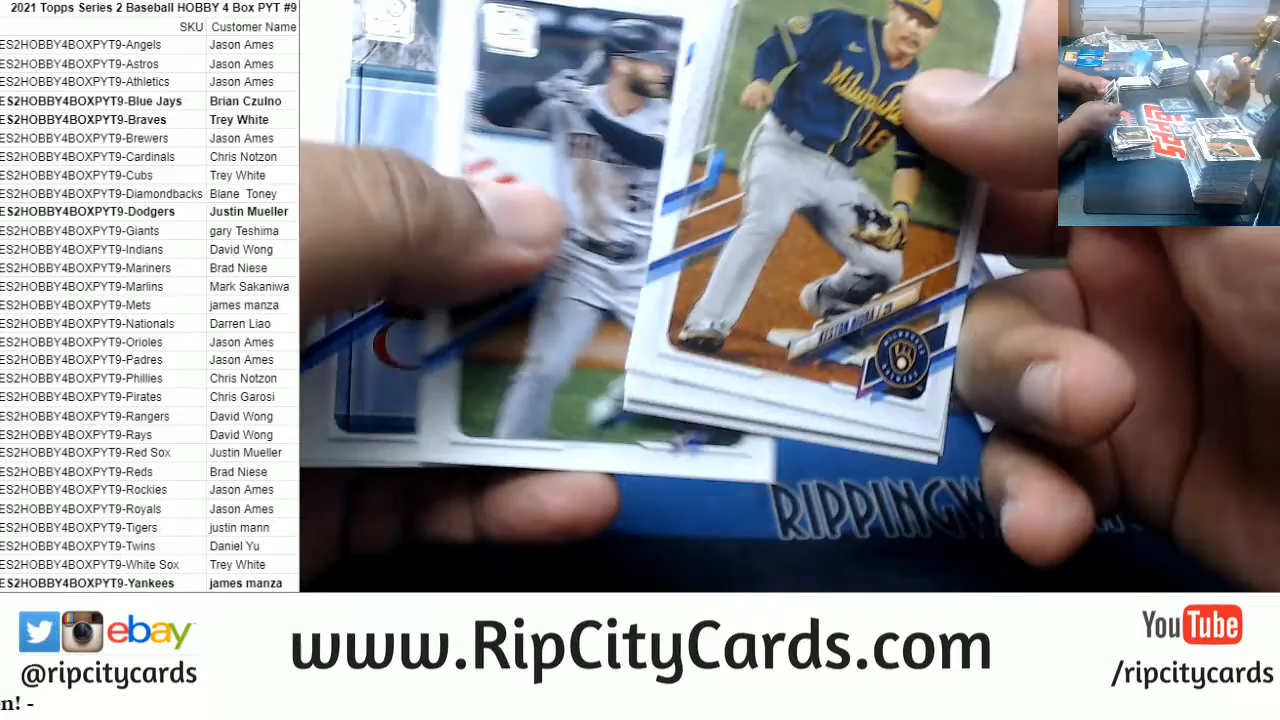 2021 Topps Series 2 Baseball HOBBY 4 Box PYT #9
SKU Customer Name
ES2HOBBY4BOXPYT9-Angels Jason Ames
ES2HOBBY4BOXPYT9-Astros Jason Ames
ES2HOBBY4BOXPYT9-Athletics Jason Ames
ES2HOBBY4BOXPYT9-Blue Jays Brian Czulno
ES2HOBBY4BOXPYT9-Braves Trey White
ES2HOBBY4BOXPYT9-Brewers Jason Ames
ES2HOBBY4BOXPYT9-Cardinals Chris Notzon
ES2HOBBY4BOXPYT9-Cubs Trey White
ES2HOBBY4BOXPYT9-Diamondbacks Blane Toney
ES2HOBBY4BOXPYT9-Dodgers Justin Mueller
ES2HOBBY4BOXPYT9-Giants gary Teshima
ES2HOBBY4BOXPYT9-Indians David Wong
ES2HOBBY4BOXPYT9-Mariners Brad Niese
ES2HOBBY4BOXPYT9-Marlins Mark Sakaniwa
ES2HOBBY4BOXPYT9-Mets james manza
ES2HOBBY4BOXPYT9-Nationals Darren Liao
ES2HOBBY4BOXPYT9-Orioles Jason Ames
ES2HOBBY4BOXPYT9-Padres Jason Ames
ES2HOBBY4BOXPYT9-Phillies Chris Notzon
ES2HOBBY4BOXPYT9-Pirates Chris Garosi
ES2HOBBY4BOXPYT9-Rangers David Wong
ES2HOBBY4BOXPYT9-Rays David Wong
ES2HOBBY4BOXPYT9-Red Sox Justin Mueller
ES2HOBBY4BOXPYT9-Reds Brad Niese
ES2HOBBY4BOXPYT9-Rockies Jason Ames
ES2HOBBY4BOXPYT9-Royals Jason Ames
ES2HOBBY4BOXPYT9-Tigers justin mann
ES2HOBBY4BOXPYT9-Twins Daniel Yu
ES2HOBBY4BOXPYT9-White Sox Trey White
ES2HOBBY4BOXPYT9-Yankees james manza
Milwaukee
18
KESTON HIURA / 2B
RIPPINGW
ebay
@ripcitycards
www.RipCityCards.com
YouTube
/ripcitycards
n! -